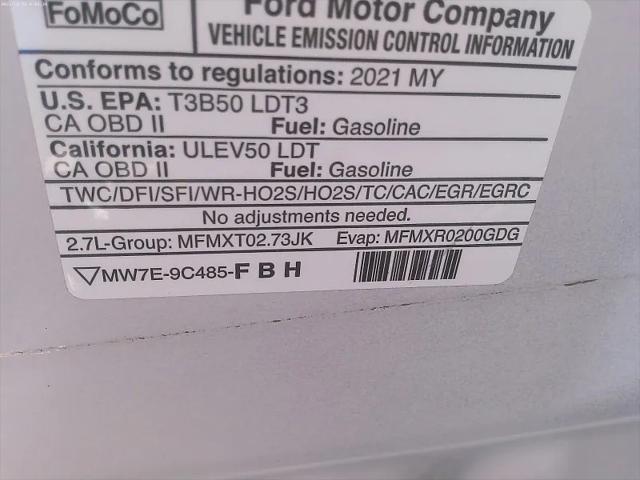 FoMoCo
Ford Motor Company
VEHICLE EMISSION CONTROL INFORMATION
Conforms to regulations: 2021 MY
U.S. EPA: T3B50 LDT3
CA OBD II Fuel: Gasoline
California: ULEV50 LDT
CA OBD II Fuel: Gasoline
TWC/DFI/SFI/WR-HO2S/HO2S/TC/CAC/EGR/EGRC
No adjustments needed.
2.7L-Group: MFMXT02.73JK Evap: MFMXR0200GDG
MW7E-9C485-F B H